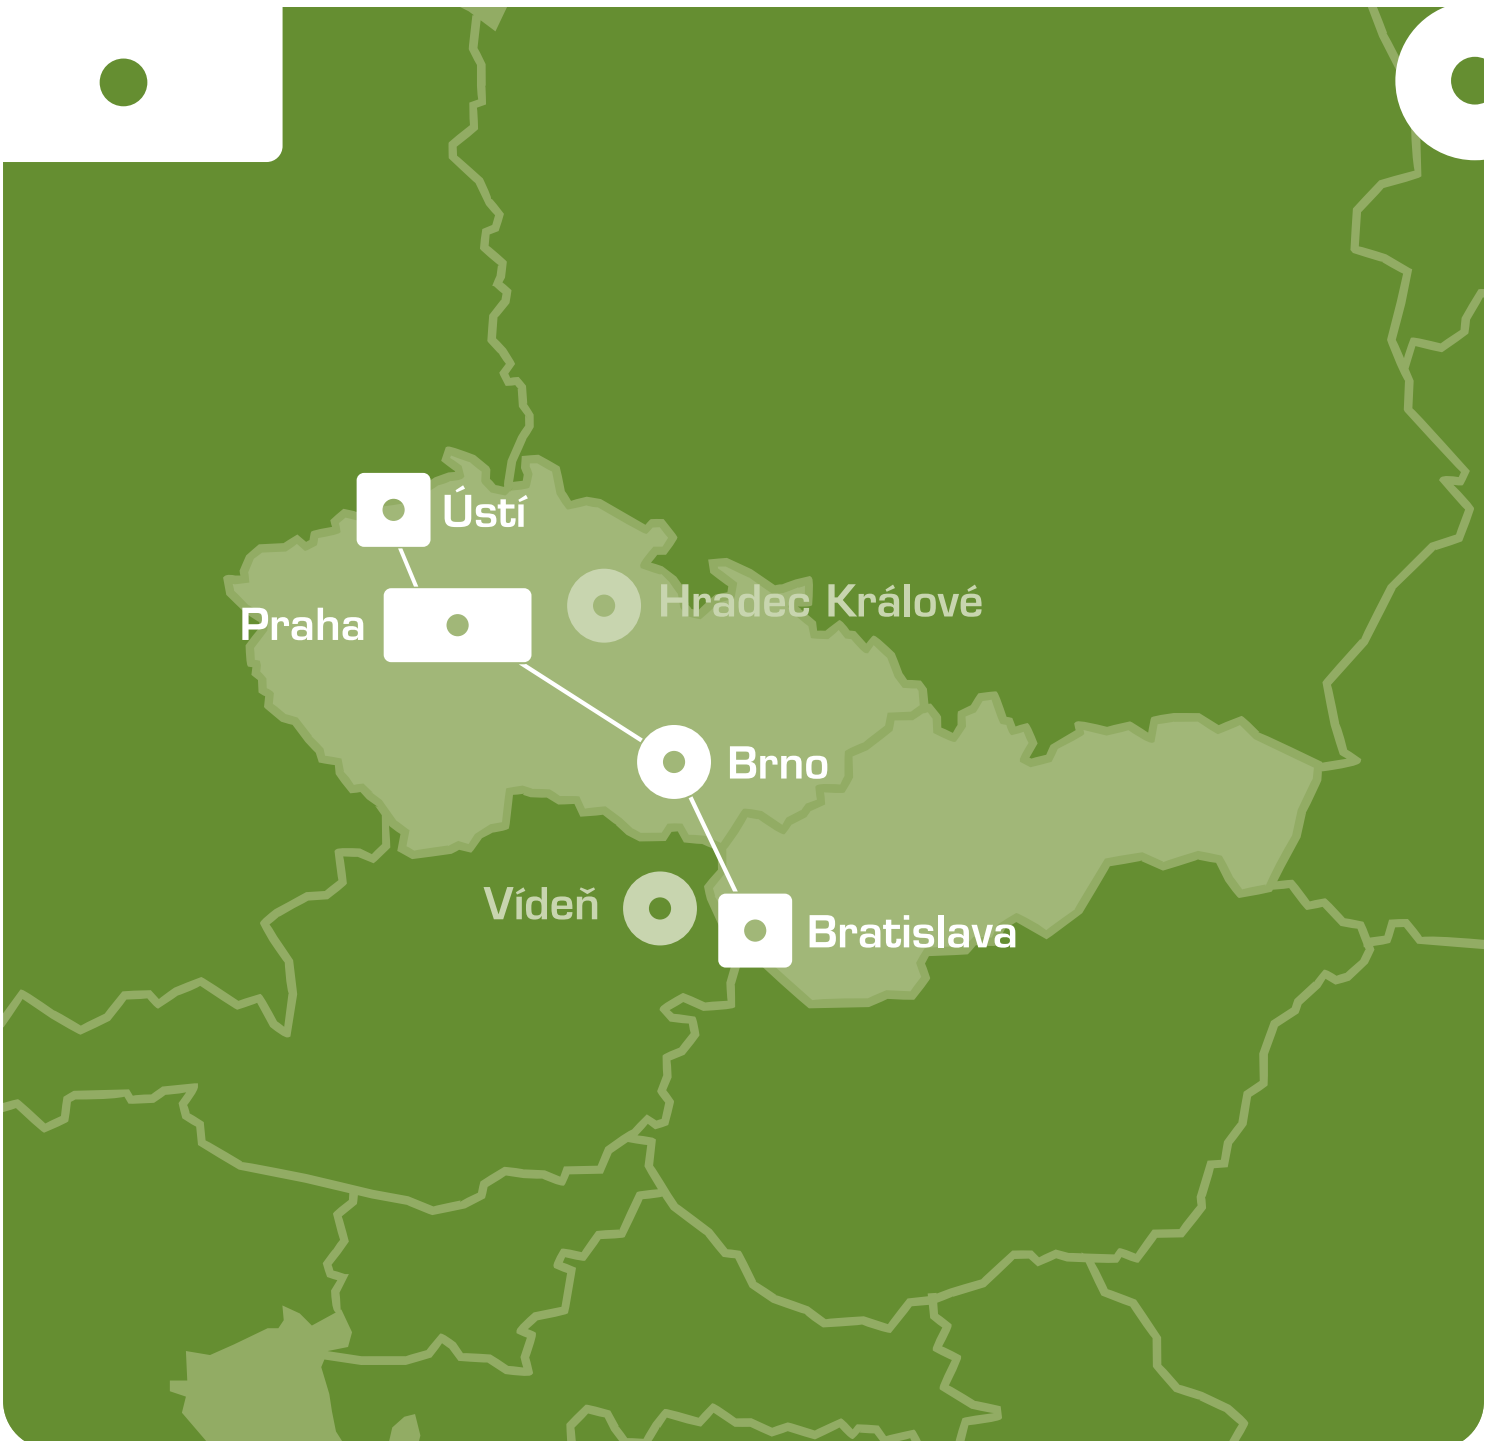 Ústí
Hradec Králové
Praha
Brno
Vídeň
Bratislava